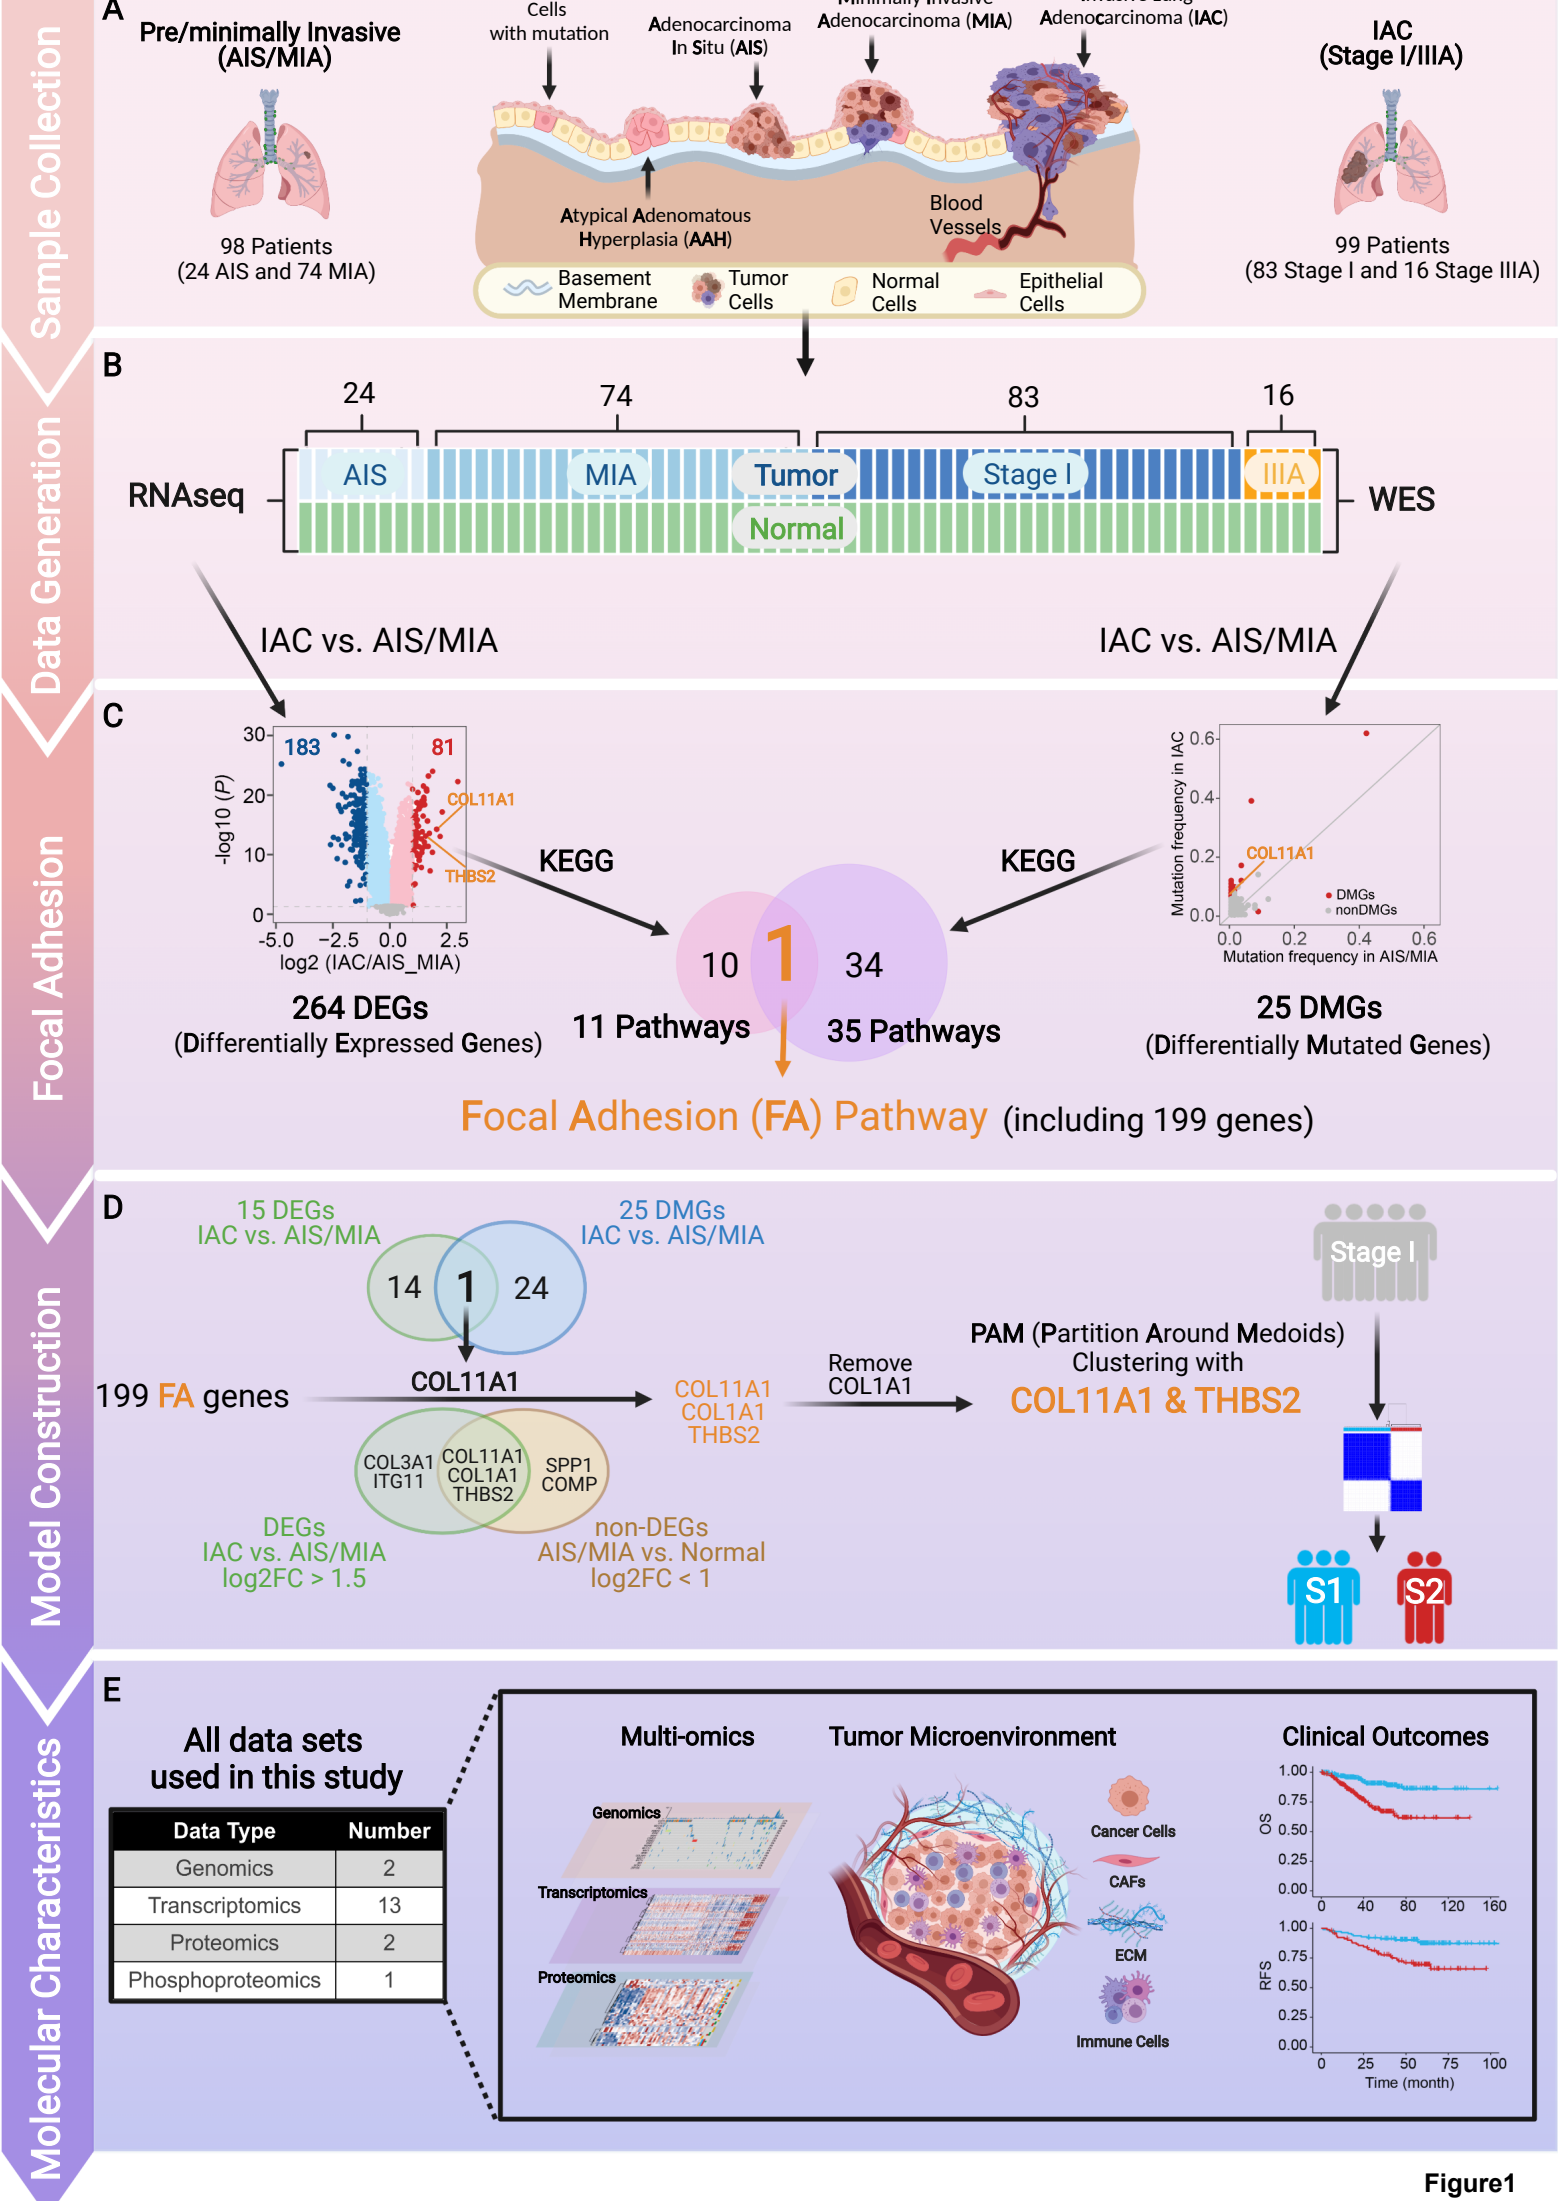 A
Pre/minimally Invasive
(AIS/MIA)
98 Patients
(24 AIS and 74 MIA)
Cells
with mutation
Adenocarcinoma
In Situ (AIS)
Minimally Invasive
Adenocarcinoma (MIA)
Invasive Lung
Adenocarcinoma (IAC)
Atypical Adenomatous
Hyperplasia (AAH)
Blood
Vessels
Basement
Membrane
Tumor
Cells
Normal
Cells
Epithelial
Cells
IAC
(Stage I/IIIA)
99 Patients
(83 Stage I and 16 Stage IIIA)
Sample Collection
B
24
74
83
16
AIS
MIA
Tumor
Stage I
IIIA
Normal
RNAseq
WES
IAC vs. AIS/MIA
IAC vs. AIS/MIA
Data Generation
C
183
81
COL11A1
THBS2
30
20
10
0
-log10 (P)
-5.0 −2.5 0.0 2.5
log2 (IAC/AIS_MIA)
264 DEGs
(Differentially Expressed Genes)
KEGG
KEGG
10
1
34
11 Pathways
35 Pathways
Mutation frequency in IAC
0.6
0.4
0.2
0.0
COL11A1
DMGs
nonDMGs
0.0 0.2 0.4 0.6
Mutation frequency in AIS/MIA
25 DMGs
(Differentially Mutated Genes)
Focal Adhesion (FA) Pathway (including 199 genes)
Focal Adhesion
D
15 DEGs
IAC vs. AIS/MIA
25 DMGs
IAC vs. AIS/MIA
14
1
24
COL11A1
199 FA genes
COL3A1
ITG11
COL11A1
COL1A1
THBS2
SPP1
COMP
DEGs
IAC vs. AIS/MIA
log2FC > 1.5
non-DEGs
AIS/MIA vs. Normal
log2FC < 1
COL11A1
COL1A1
THBS2
Remove
COL1A1
PAM (Partition Around Medoids)
Clustering with
COL11A1 & THBS2
Stage I
S1
S2
Model Construction
E
All data sets
used in this study
Data Type Number
Genomics 2
Transcriptomics 13
Proteomics 2
Phosphoproteomics 1
Multi-omics
Genomics
Transcriptomics
Proteomics
Tumor Microenvironment
Cancer Cells
CAFs
ECM
Immune Cells
Clinical Outcomes
OS
1.00
0.75
0.50
0.25
0.00
0 40 80 120 160
RFS
1.00
0.75
0.50
0.25
0.00
0 25 50 75 100
Time (month)
Molecular Characteristics
Figure1